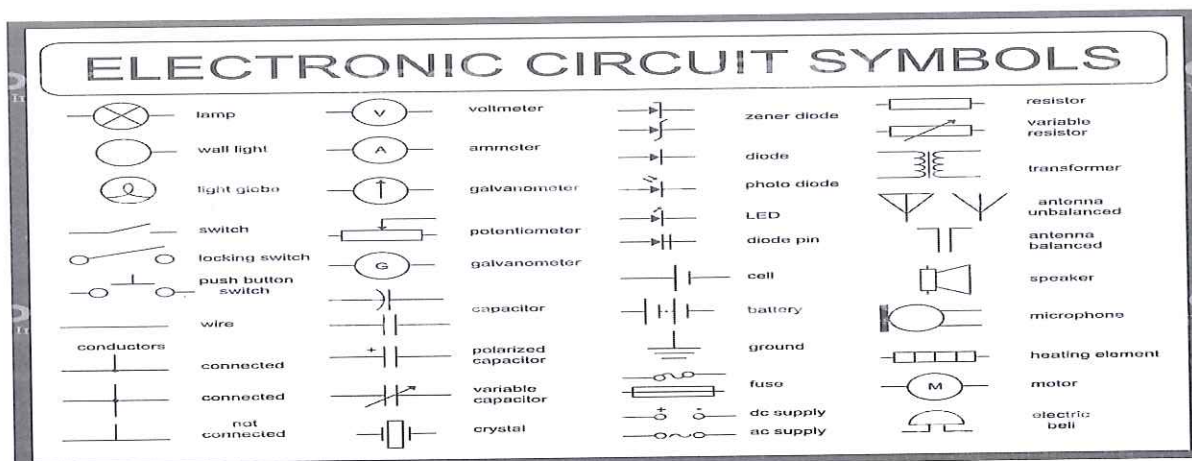 ELECTRONIC CIRCUIT SYMBOLS
lamp
wall light
light globe
switch
locking switch
push button
switch
wire
conductors
connected
connected
not
connected
V
voltmeter
A
ammeter
galvanometer
potentiometer
G
galvanometer
capacitor
+
polarized
capacitor
variable
capacitor
crystal
zener diode
diode
photo diode
LED
diode pin
cell
battery
ground
fuse
+ -
dc supply
ac supply
resistor
variable
resistor
transformer
antenna
unbalanced
antenna
balanced
speaker
microphone
heating element
M
motor
electric
bell